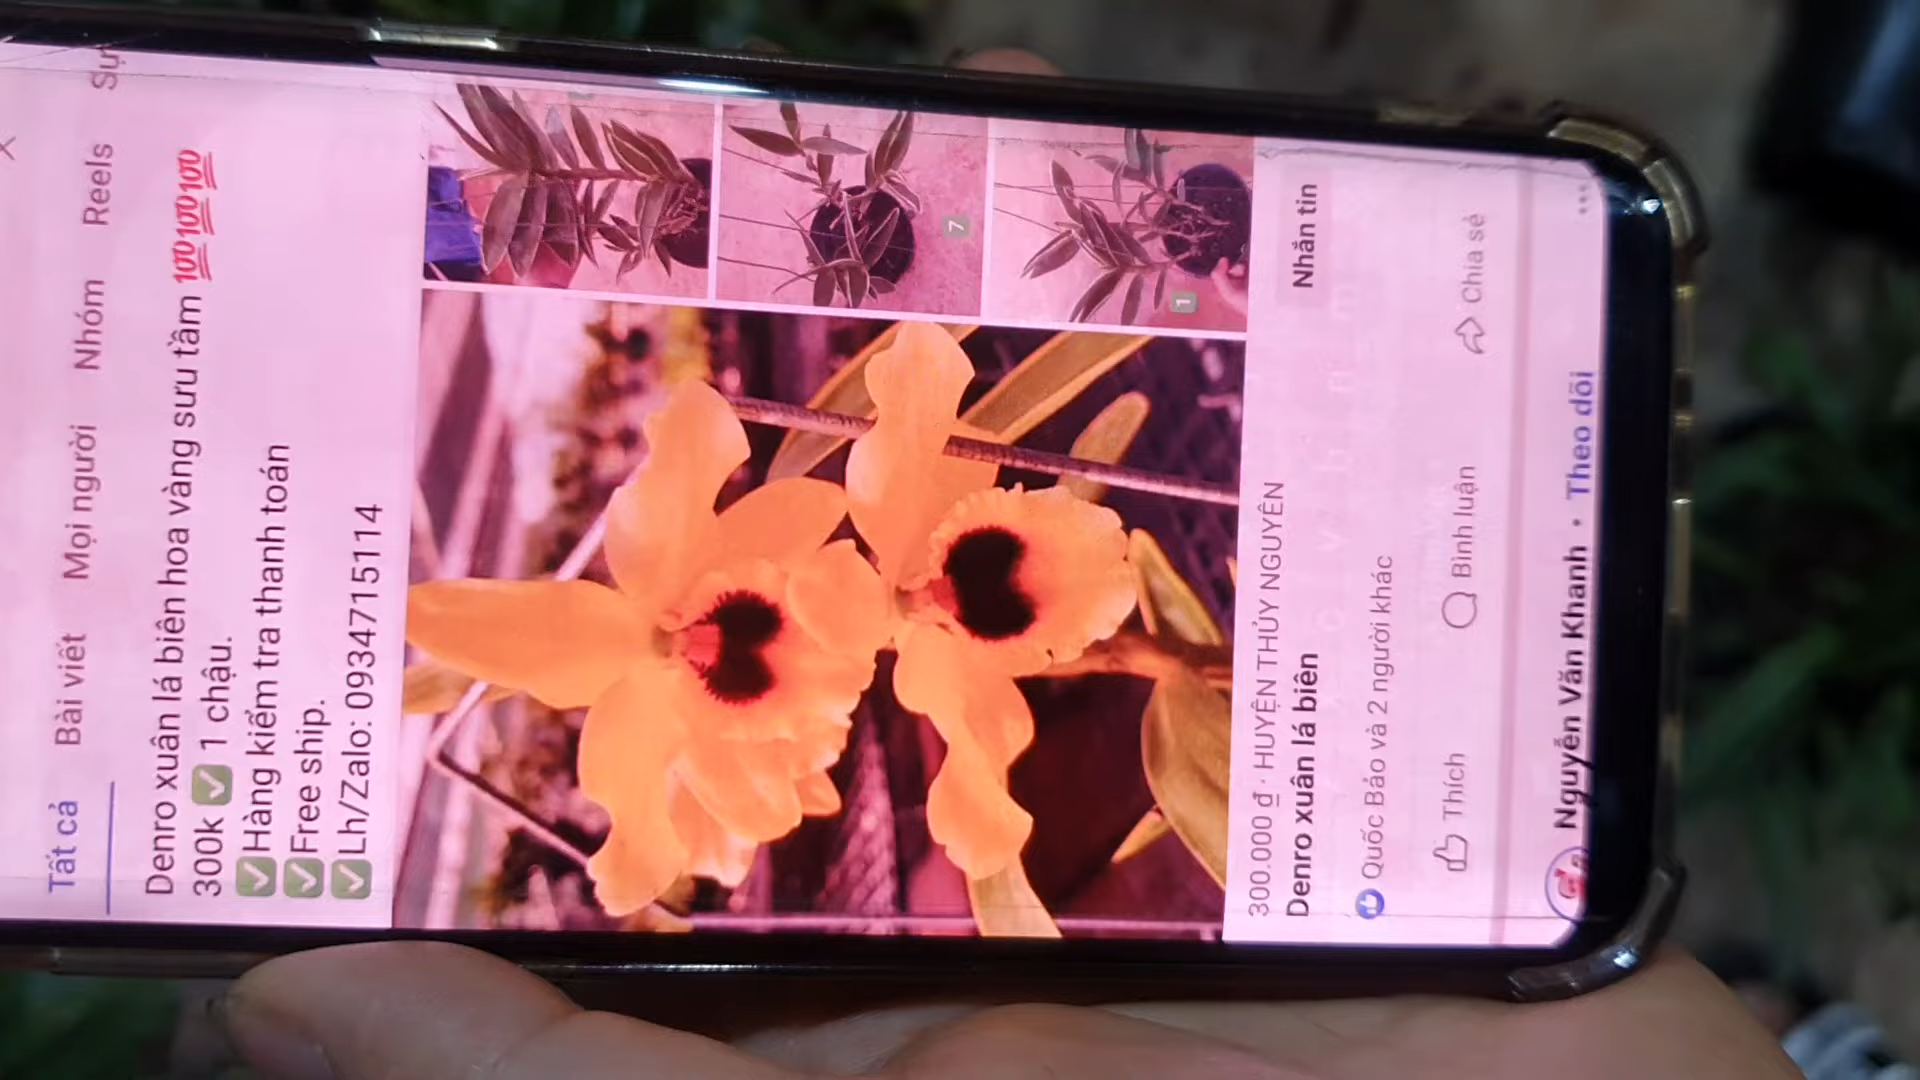 Tất cả Bài viết Mọi người Nhóm Reels Sự
Denro xuân lá biên hoa vàng sưu tầm 💯💯💯
300k ✅ 1 chậu.
✅Hàng kiểm tra thanh toán
✅Free ship.
✅Lh/Zalo: 0934715114
7
1
300.000 ₫ · HUYỆN THỦY NGUYÊN
Denro xuân lá biên
Nhắn tin
Quốc Bảo và 2 người khác
Thích Bình luận Chia sẻ
Nguyễn Văn Khanh · Theo dõi